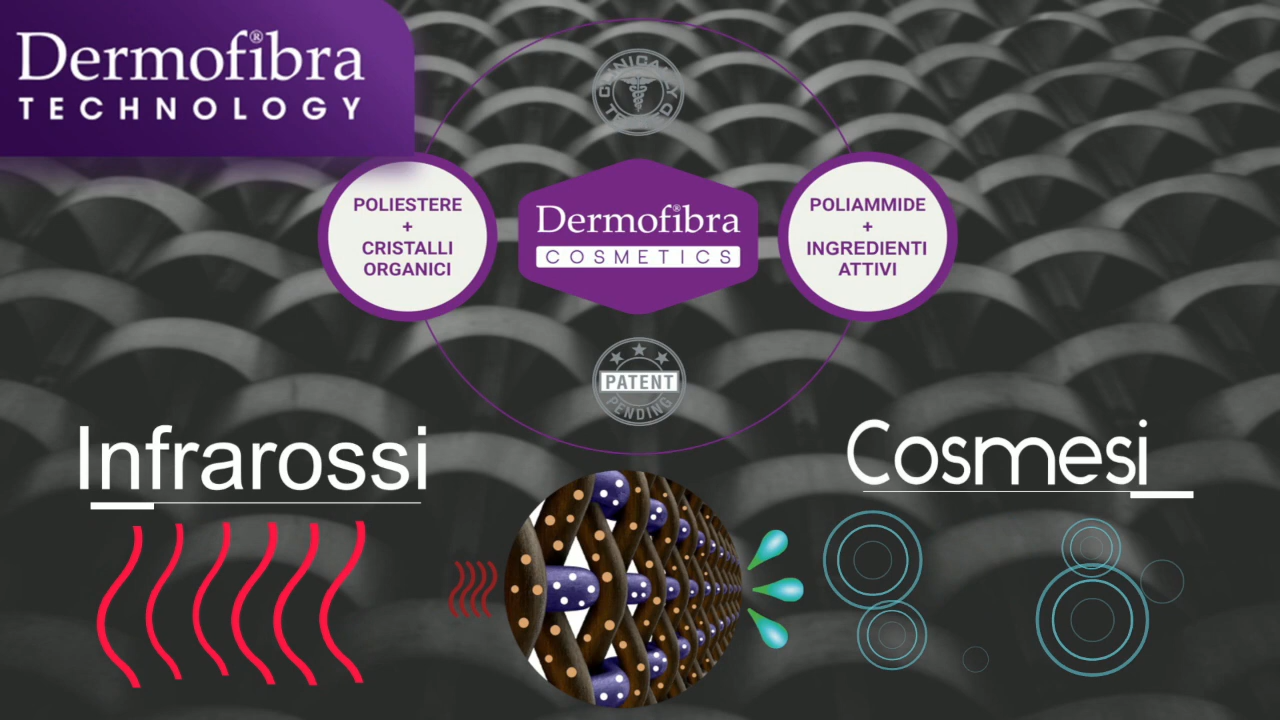 Dermofibra®
TECHNOLOGY
POLIESTERE
+
CRISTALLI
ORGANICI
Dermofibra®
COSMETICS
POLIAMMIDE
+
INGREDIENTI
ATTIVI
PATENT
PENDING
Infrarossi
Cosmesi